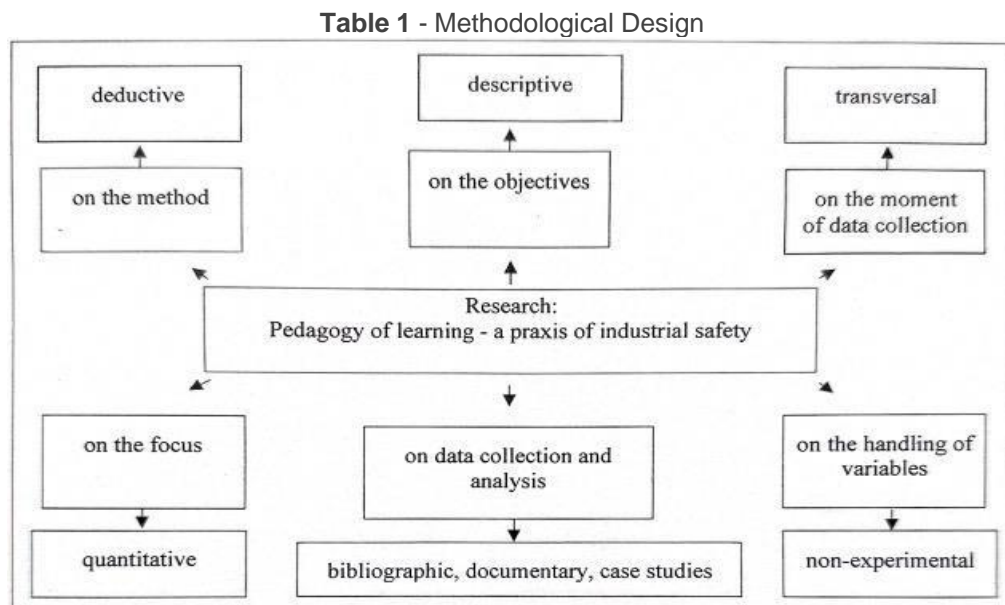 Table 1 - Methodological Design
deductive
descriptive
transversal
on the method
on the objectives
on the moment
of data collection
Research:
Pedagogy of learning - a praxis of industrial safety
on the focus
on data collection and
analysis
on the handling of
variables
quantitative
bibliographic, documentary, case studies
non-experimental